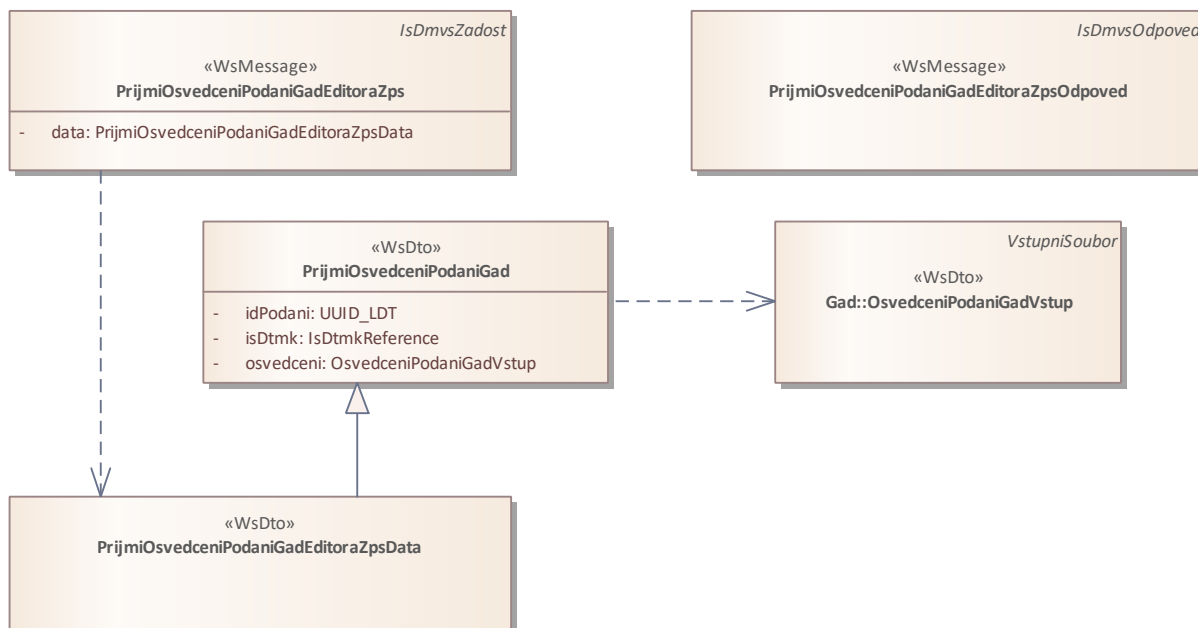 IsDmvsZadost
«WsMessage»
PrijmiOsvedceniPodaniGadEditoraZps
- data: PrijmiOsvedceniPodaniGadEditoraZpsData
IsDmvsOdpoved
«WsMessage»
PrijmiOsvedceniPodaniGadEditoraZpsOdpoved
«WsDto»
PrijmiOsvedceniPodaniGad
- idPodani: UUID_LDT
- isDtmk: IsDtmkReference
- osvedceni: OsvedceniPodaniGadVstup
VstupniSoubor
«WsDto»
Gad::OsvedceniPodaniGadVstup
«WsDto»
PrijmiOsvedceniPodaniGadEditoraZpsData